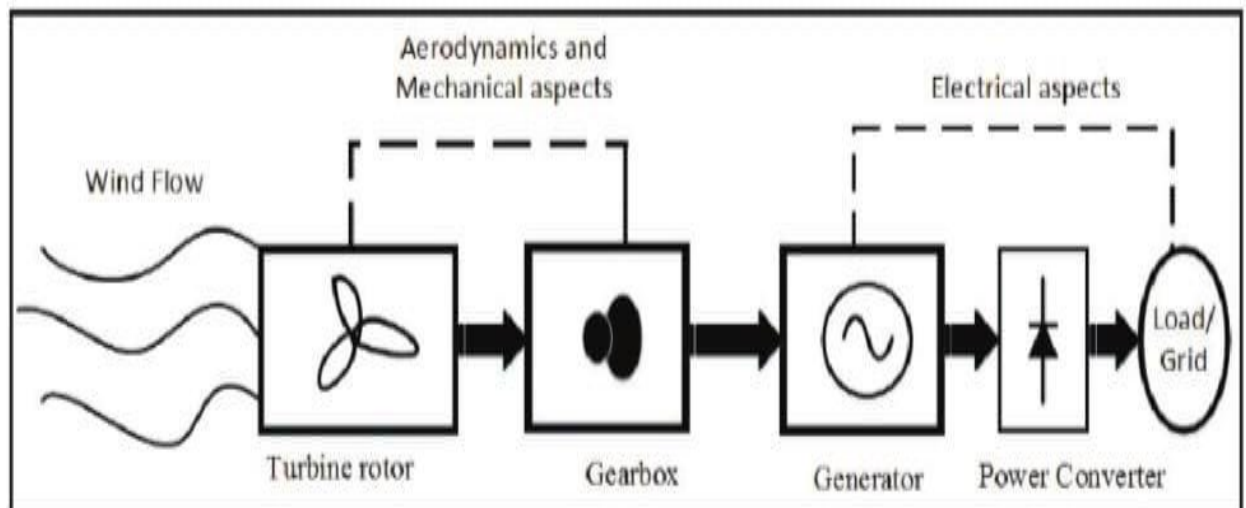 Aerodynamics and
Mechanical aspects
Electrical aspects
Wind Flow
Load/
Grid
Turbine rotor
Gearbox
Generator
Power Converter